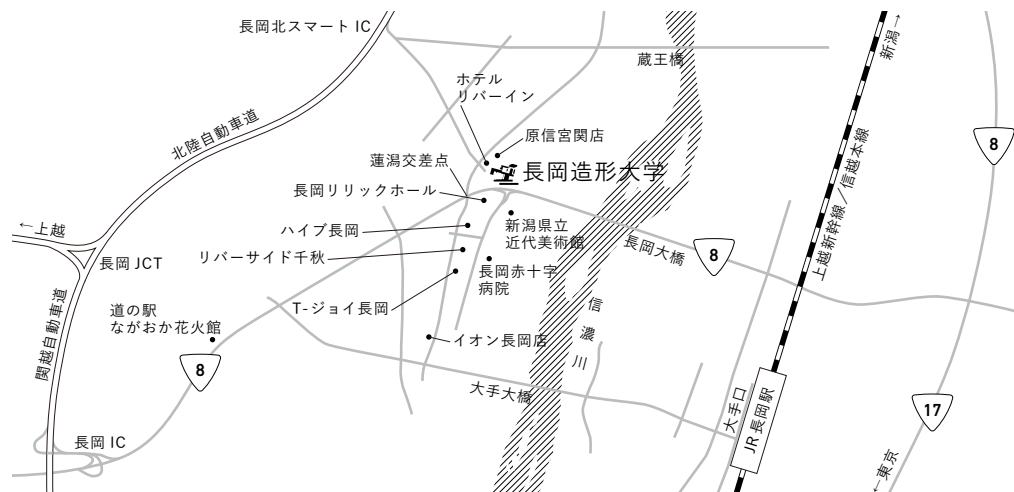 長岡北スマート IC
新潟→
蔵王橋
ホテル
リバーイン
北陸自動車道
原信宮関店
8
蓮潟交差点
長岡造形大学
長岡リリックホール
上越新幹線／信越本線
←上越
ハイブ長岡
新潟県立
近代美術館
長岡大橋
8
リバーサイド千秋
長岡 JCT
長岡赤十字
病院
T-ジョイ長岡
道の駅
ながおか花火館
信濃川
関越自動車道
イオン長岡店
8
大手大橋
大手口
JR 長岡駅
17
長岡 IC
←東京